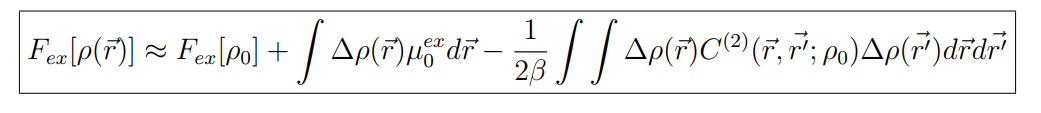 $F_{ex}[\rho(\vec{r})] \approx F_{ex}[\rho_0] + \int \Delta\rho(\vec{r})\mu_0^{ex} d\vec{r} - \frac{1}{2\beta} \int \int \Delta\rho(\vec{r}) C^{(2)}(\vec{r}, \vec{r'}; \rho_0) \Delta\rho(\vec{r'}) d\vec{r} d\vec{r'}$